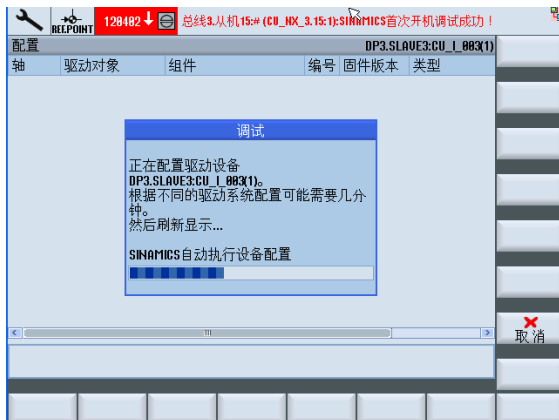 REF.POINT
120402 总线3.从机15:# (CU_NX_3.15:1):SINAMICS首次开机调试成功！
配置 DP3.SLAVE3:CU_I_003(1)
轴 驱动对象 组件 编号 固件版本 类型
调试
正在配置驱动设备
DP3.SLAVE3:CU_I_003(1)。
根据不同的驱动系统配置可能需要几分
钟。
然后刷新显示...
SINAMICS自动执行设备配置
取消